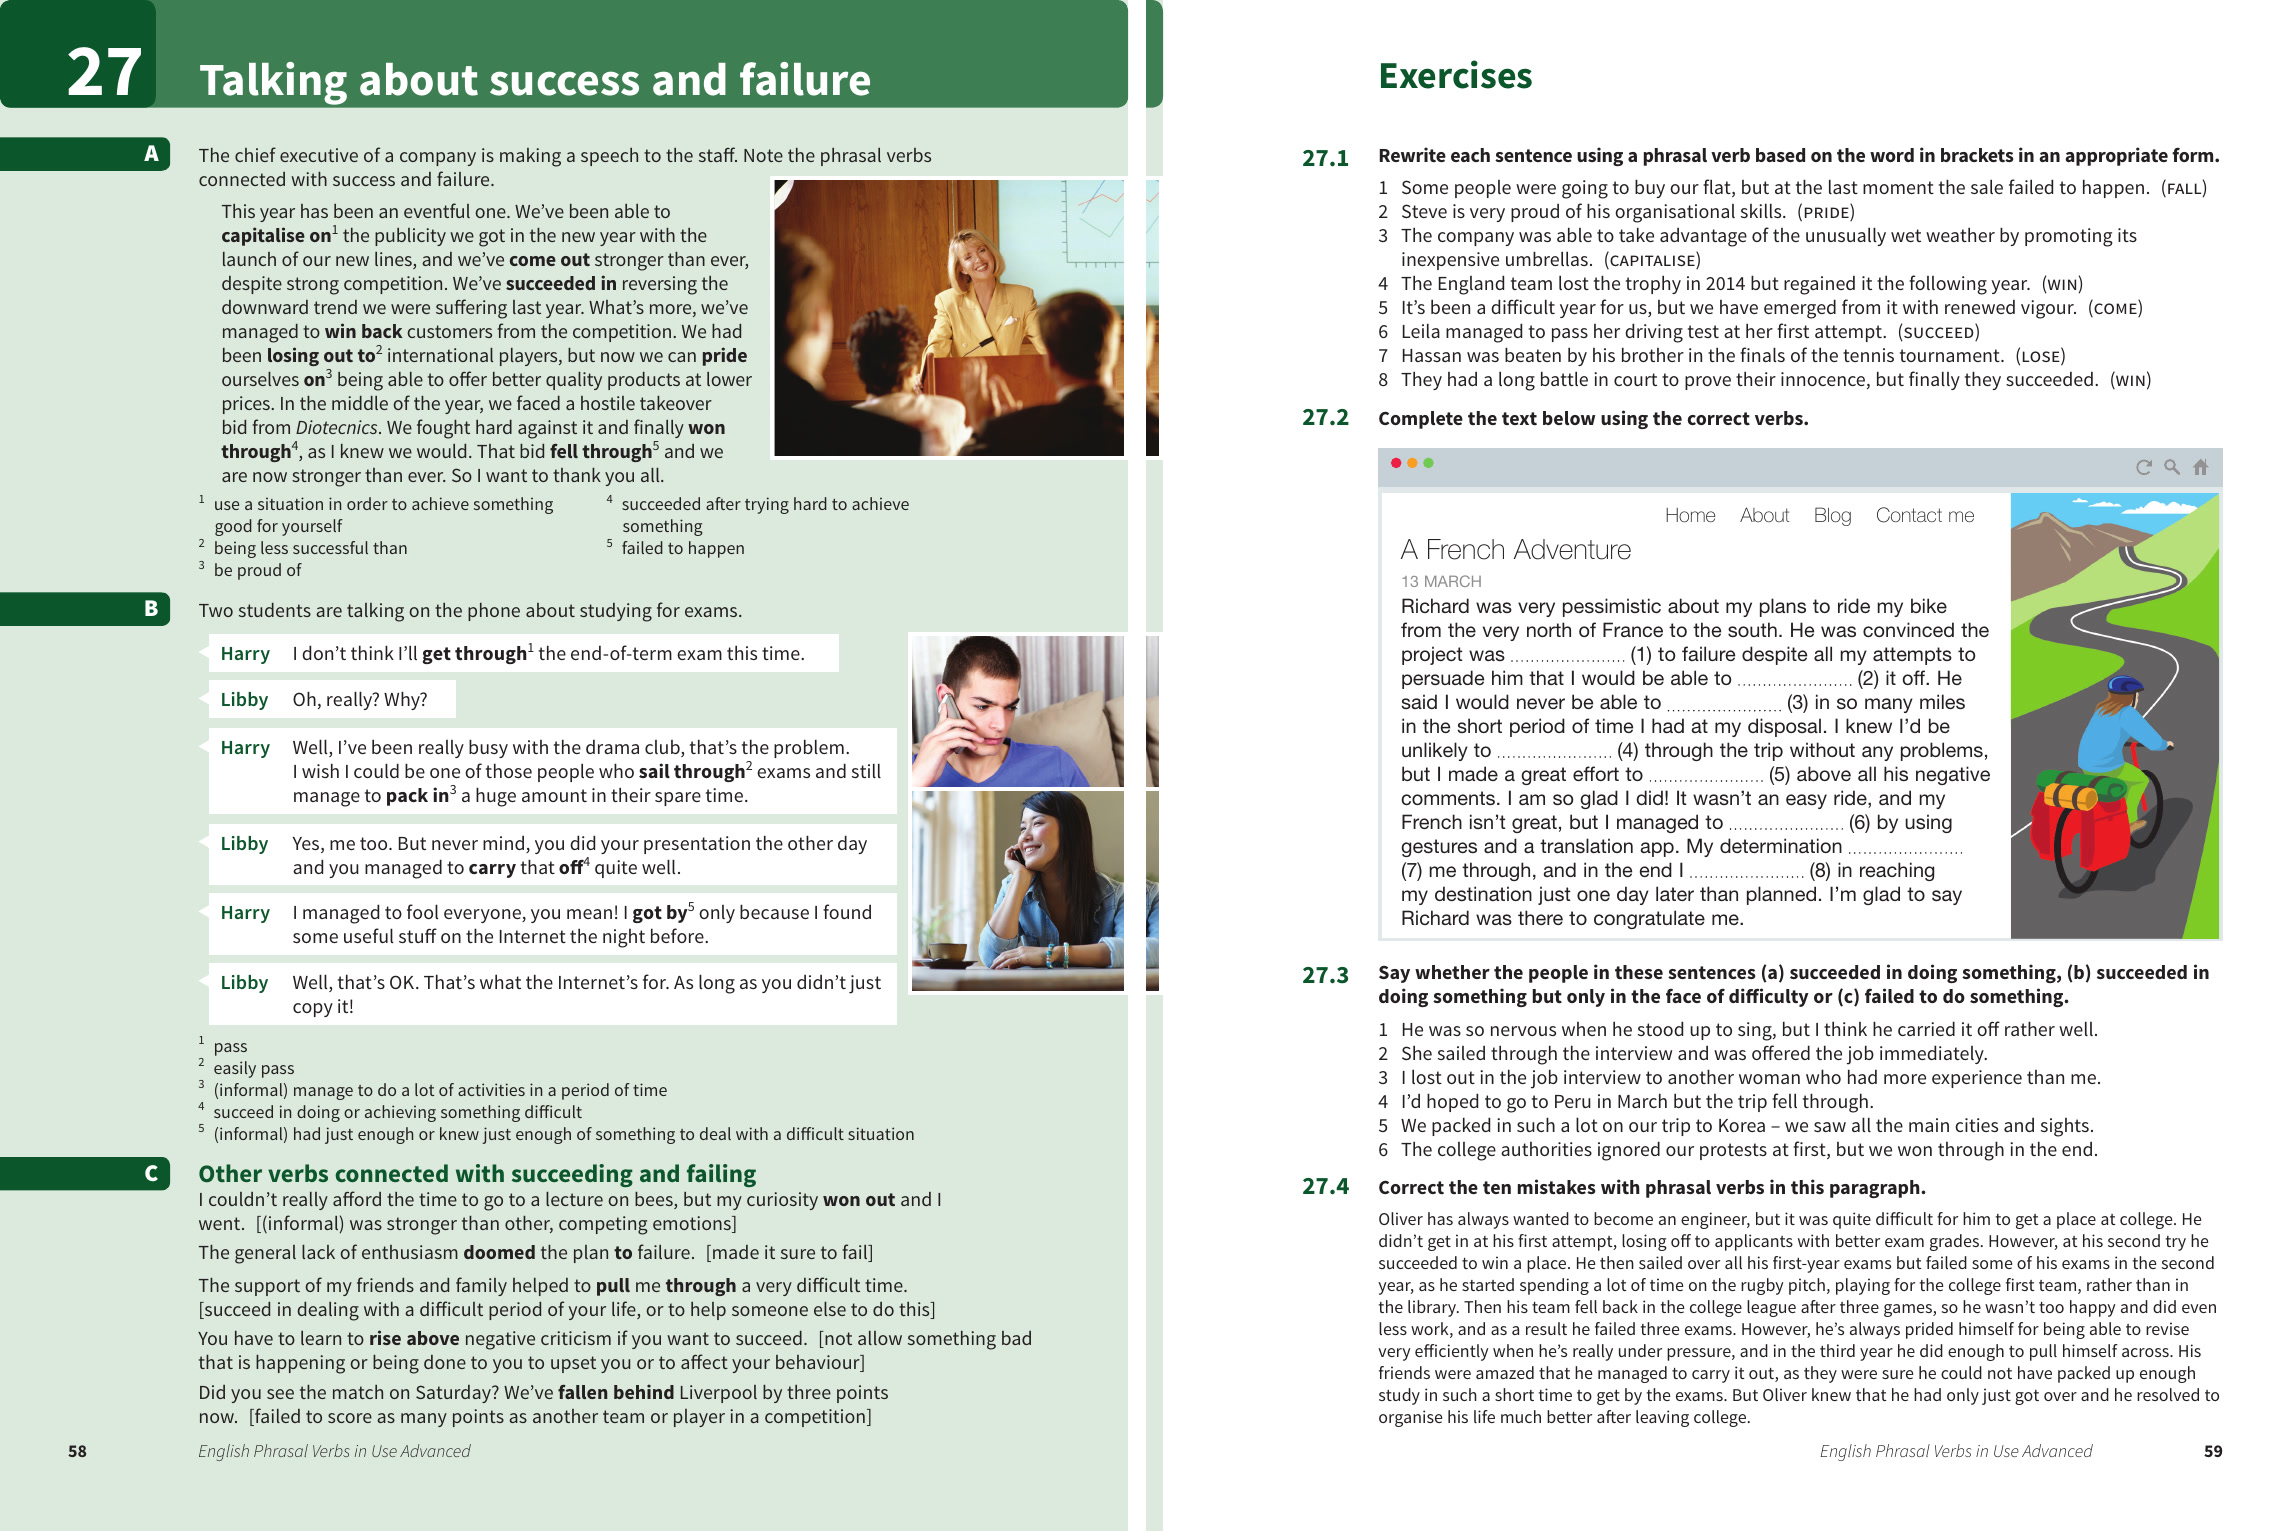 27
Talking about success and failure
A
The chief executive of a company is making a speech to the staff. Note the phrasal verbs
connected with success and failure.
This year has been an eventful one. We’ve been able to
capitalise on1 the publicity we got in the new year with the
launch of our new lines, and we’ve come out stronger than ever,
despite strong competition. We’ve succeeded in reversing the
downward trend we were suffering last year. What’s more, we’ve
managed to win back customers from the competition. We had
been losing out to2 international players, but now we can pride
ourselves on3 being able to offer better quality products at lower
prices. In the middle of the year, we faced a hostile takeover
bid from Diotecnics. We fought hard against it and finally won
through4, as I knew we would. That bid fell through5 and we
are now stronger than ever. So I want to thank you all.
1 use a situation in order to achieve something
good for yourself
2 being less successful than
3 be proud of
4 succeeded after trying hard to achieve
something
5 failed to happen
B
Two students are talking on the phone about studying for exams.
Harry I don’t think I’ll get through1 the end-of-term exam this time.
Libby Oh, really? Why?
Harry Well, I’ve been really busy with the drama club, that’s the problem.
I wish I could be one of those people who sail through2 exams and still
manage to pack in3 a huge amount in their spare time.
Libby Yes, me too. But never mind, you did your presentation the other day
and you managed to carry that off4 quite well.
Harry I managed to fool everyone, you mean! I got by5 only because I found
some useful stuff on the Internet the night before.
Libby Well, that’s OK. That’s what the Internet’s for. As long as you didn’t just
copy it!
1 pass
2 easily pass
3 (informal) manage to do a lot of activities in a period of time
4 succeed in doing or achieving something difficult
5 (informal) had just enough or knew just enough of something to deal with a difficult situation
C
Other verbs connected with succeeding and failing
I couldn’t really afford the time to go to a lecture on bees, but my curiosity won out and I
went. [(informal) was stronger than other, competing emotions]
The general lack of enthusiasm doomed the plan to failure. [made it sure to fail]
The support of my friends and family helped to pull me through a very difficult time.
[succeed in dealing with a difficult period of your life, or to help someone else to do this]
You have to learn to rise above negative criticism if you want to succeed. [not allow something bad
that is happening or being done to you to upset you or to affect your behaviour]
Did you see the match on Saturday? We’ve fallen behind Liverpool by three points
now. [failed to score as many points as another team or player in a competition]
58 English Phrasal Verbs in Use Advanced
Exercises
27.1 Rewrite each sentence using a phrasal verb based on the word in brackets in an appropriate form.
1 Some people were going to buy our flat, but at the last moment the sale failed to happen. (FALL)
2 Steve is very proud of his organisational skills. (PRIDE)
3 The company was able to take advantage of the unusually wet weather by promoting its
inexpensive umbrellas. (CAPITALISE)
4 The England team lost the trophy in 2014 but regained it the following year. (WIN)
5 It’s been a difficult year for us, but we have emerged from it with renewed vigour. (COME)
6 Leila managed to pass her driving test at her first attempt. (SUCCEED)
7 Hassan was beaten by his brother in the finals of the tennis tournament. (LOSE)
8 They had a long battle in court to prove their innocence, but finally they succeeded. (WIN)
27.2 Complete the text below using the correct verbs.
Home About Blog Contact me
A French Adventure
13 MARCH
Richard was very pessimistic about my plans to ride my bike
from the very north of France to the south. He was convinced the
project was ....................... (1) to failure despite all my attempts to
persuade him that I would be able to ....................... (2) it off. He
said I would never be able to ....................... (3) in so many miles
in the short period of time I had at my disposal. I knew I’d be
unlikely to ....................... (4) through the trip without any problems,
but I made a great effort to ....................... (5) above all his negative
comments. I am so glad I did! It wasn’t an easy ride, and my
French isn’t great, but I managed to ....................... (6) by using
gestures and a translation app. My determination .......................
(7) me through, and in the end I ....................... (8) in reaching
my destination just one day later than planned. I’m glad to say
Richard was there to congratulate me.
27.3 Say whether the people in these sentences (a) succeeded in doing something, (b) succeeded in
doing something but only in the face of difficulty or (c) failed to do something.
1 He was so nervous when he stood up to sing, but I think he carried it off rather well.
2 She sailed through the interview and was offered the job immediately.
3 I lost out in the job interview to another woman who had more experience than me.
4 I’d hoped to go to Peru in March but the trip fell through.
5 We packed in such a lot on our trip to Korea – we saw all the main cities and sights.
6 The college authorities ignored our protests at first, but we won through in the end.
27.4 Correct the ten mistakes with phrasal verbs in this paragraph.
Oliver has always wanted to become an engineer, but it was quite difficult for him to get a place at college. He
didn’t get in at his first attempt, losing off to applicants with better exam grades. However, at his second try he
succeeded to win a place. He then sailed over all his first-year exams but failed some of his exams in the second
year, as he started spending a lot of time on the rugby pitch, playing for the college first team, rather than in
the library. Then his team fell back in the college league after three games, so he wasn’t too happy and did even
less work, and as a result he failed three exams. However, he’s always prided himself for being able to revise
very efficiently when he’s really under pressure, and in the third year he did enough to pull himself across. His
friends were amazed that he managed to carry it out, as they were sure he could not have packed up enough
study in such a short time to get by the exams. But Oliver knew that he had only just got over and he resolved to
organise his life much better after leaving college.
English Phrasal Verbs in Use Advanced 59